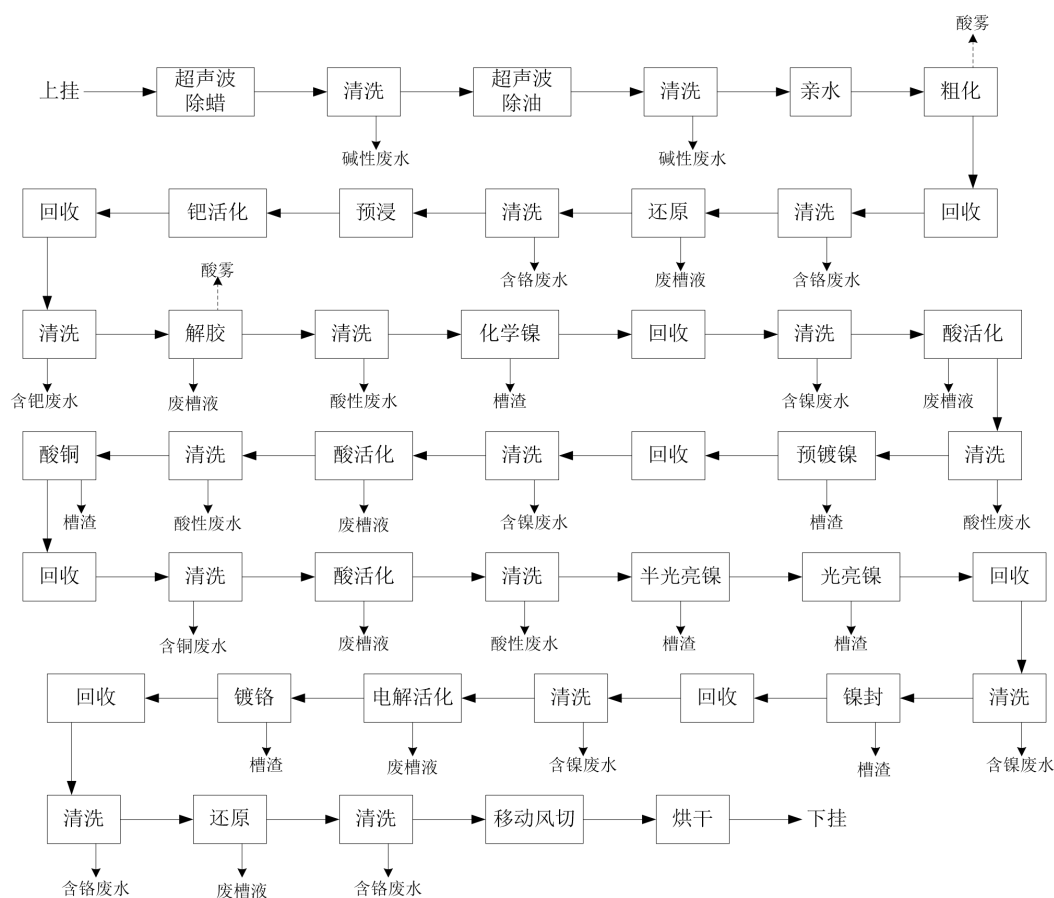 酸雾
上挂
超声波
除蜡
清洗
超声波
除油
清洗
亲水
粗化
碱性废水
碱性废水
回收
钯活化
预浸
清洗
还原
清洗
回收
含铬废水
废槽液
含铬废水
酸雾
清洗
解胶
清洗
化学镍
回收
清洗
酸活化
含钯废水
废槽液
酸性废水
槽渣
含镍废水
废槽液
酸铜
清洗
酸活化
清洗
回收
预镀镍
清洗
槽渣
酸性废水
废槽液
含镍废水
槽渣
酸性废水
回收
清洗
酸活化
清洗
半光亮镍
光亮镍
回收
含铜废水
废槽液
酸性废水
槽渣
槽渣
回收
镀铬
电解活化
清洗
回收
镍封
清洗
槽渣
废槽液
含镍废水
槽渣
含镍废水
清洗
还原
清洗
移动风切
烘干
下挂
含铬废水
废槽液
含铬废水